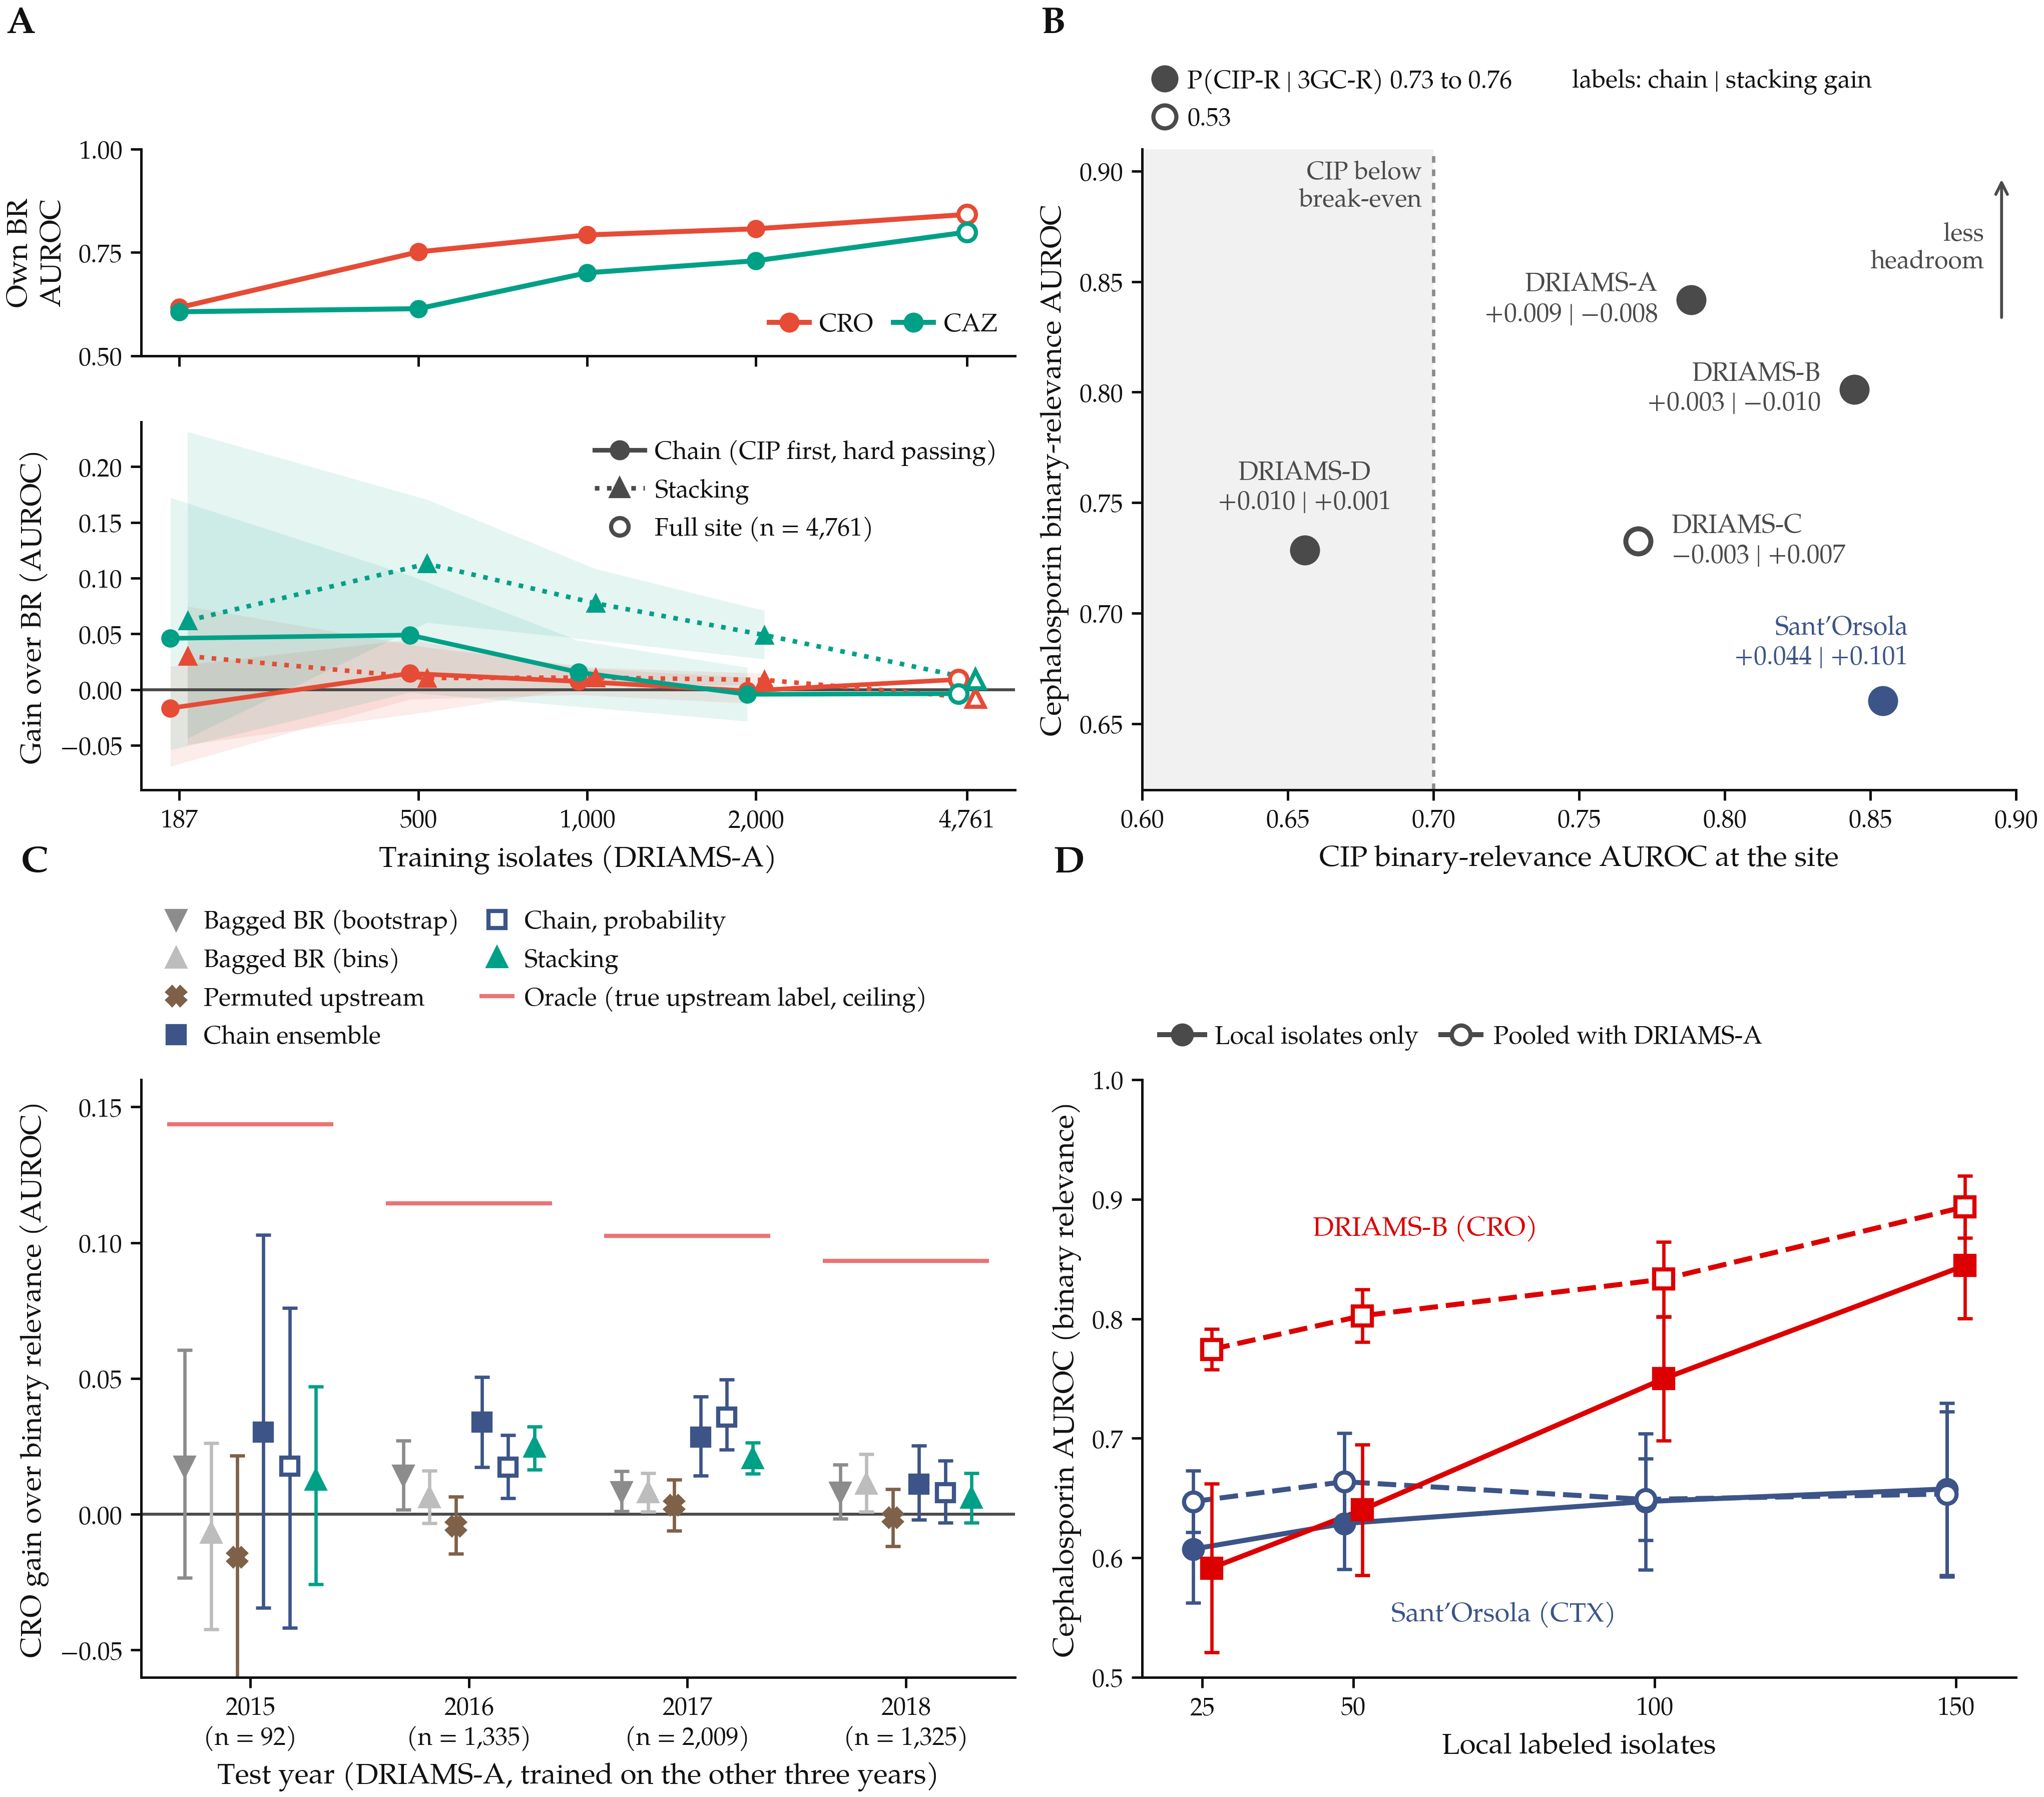 A
Own BR
AUROC
1.00
0.75
0.50
CRO
CAZ
Gain over BR (AUROC)
0.20
0.15
0.10
0.05
0.00
−0.05
Chain (CIP first, hard passing)
Stacking
Full site (n = 4,761)
187
500
1,000
2,000
4,761
Training isolates (DRIAMS-A)
B
P(CIP-R | 3GC-R) 0.73 to 0.76
0.53
labels: chain | stacking gain
Cephalosporin binary-relevance AUROC
0.90
0.85
0.80
0.75
0.70
0.65
CIP below
break-even
less
headroom
DRIAMS-A
+0.009 | −0.008
DRIAMS-B
+0.003 | −0.010
DRIAMS-D
+0.010 | +0.001
DRIAMS-C
−0.003 | +0.007
Sant'Orsola
+0.044 | +0.101
0.60
0.65
0.70
0.75
0.80
0.85
0.90
CIP binary-relevance AUROC at the site
C
Bagged BR (bootstrap)
Bagged BR (bins)
Permuted upstream
Chain ensemble
Chain, probability
Stacking
Oracle (true upstream label, ceiling)
CRO gain over binary relevance (AUROC)
0.15
0.10
0.05
0.00
−0.05
2015
(n = 92)
2016
(n = 1,335)
2017
(n = 2,009)
2018
(n = 1,325)
Test year (DRIAMS-A, trained on the other three years)
D
Local isolates only
Pooled with DRIAMS-A
Cephalosporin AUROC (binary relevance)
1.0
0.9
0.8
0.7
0.6
0.5
DRIAMS-B (CRO)
Sant'Orsola (CTX)
25
50
100
150
Local labeled isolates